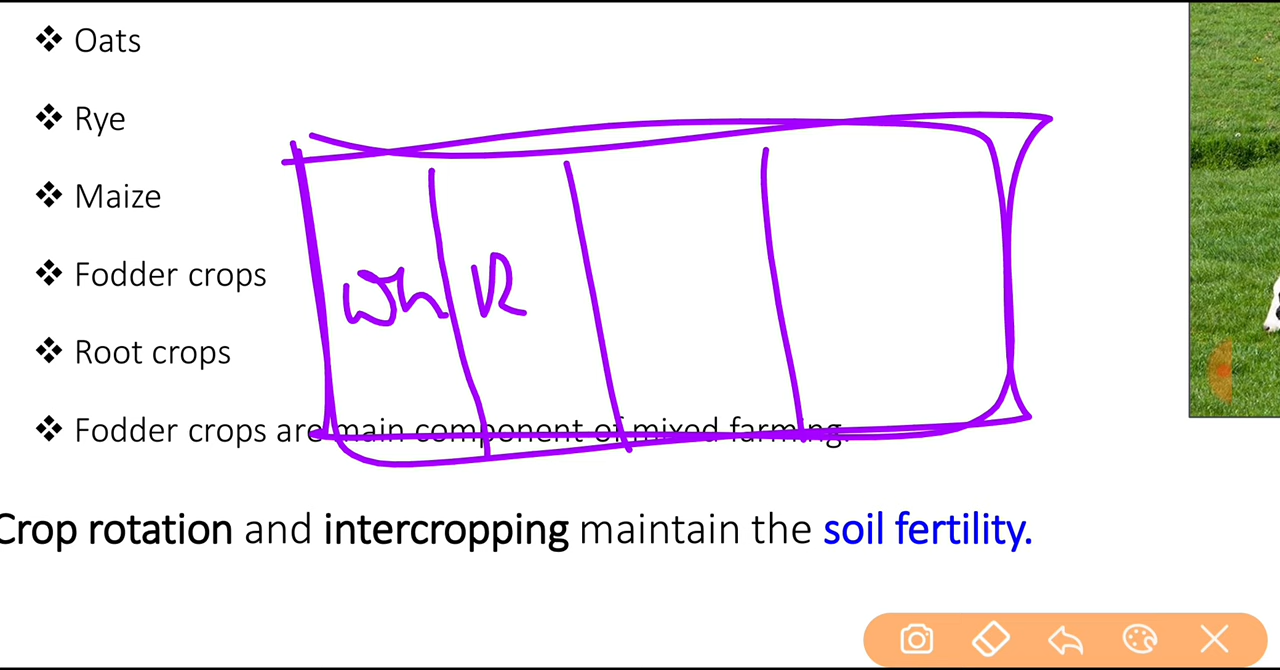 ❖ Oats
❖ Rye
❖ Maize
❖ Fodder crops
Wh R
❖ Root crops
❖ Fodder crops are main component of mixed farming.
Crop rotation and intercropping maintain the soil fertility.